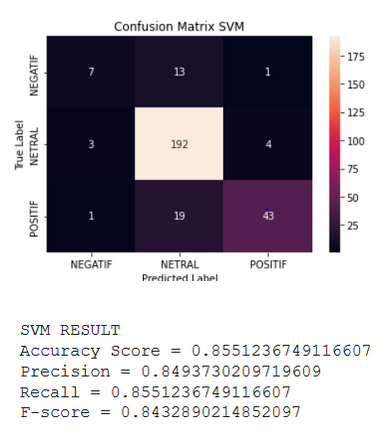 Confusion Matrix SVM
NEGATIF 7 13 1
NETRAL 3 192 4
POSITIF 1 19 43
True Label
NEGATIF NETRAL POSITIF
Predicted Label
175
150
125
100
75
50
25
SVM RESULT
Accuracy Score = 0.8551236749116607
Precision = 0.8493730209719609
Recall = 0.8551236749116607
F-score = 0.8432890214852097